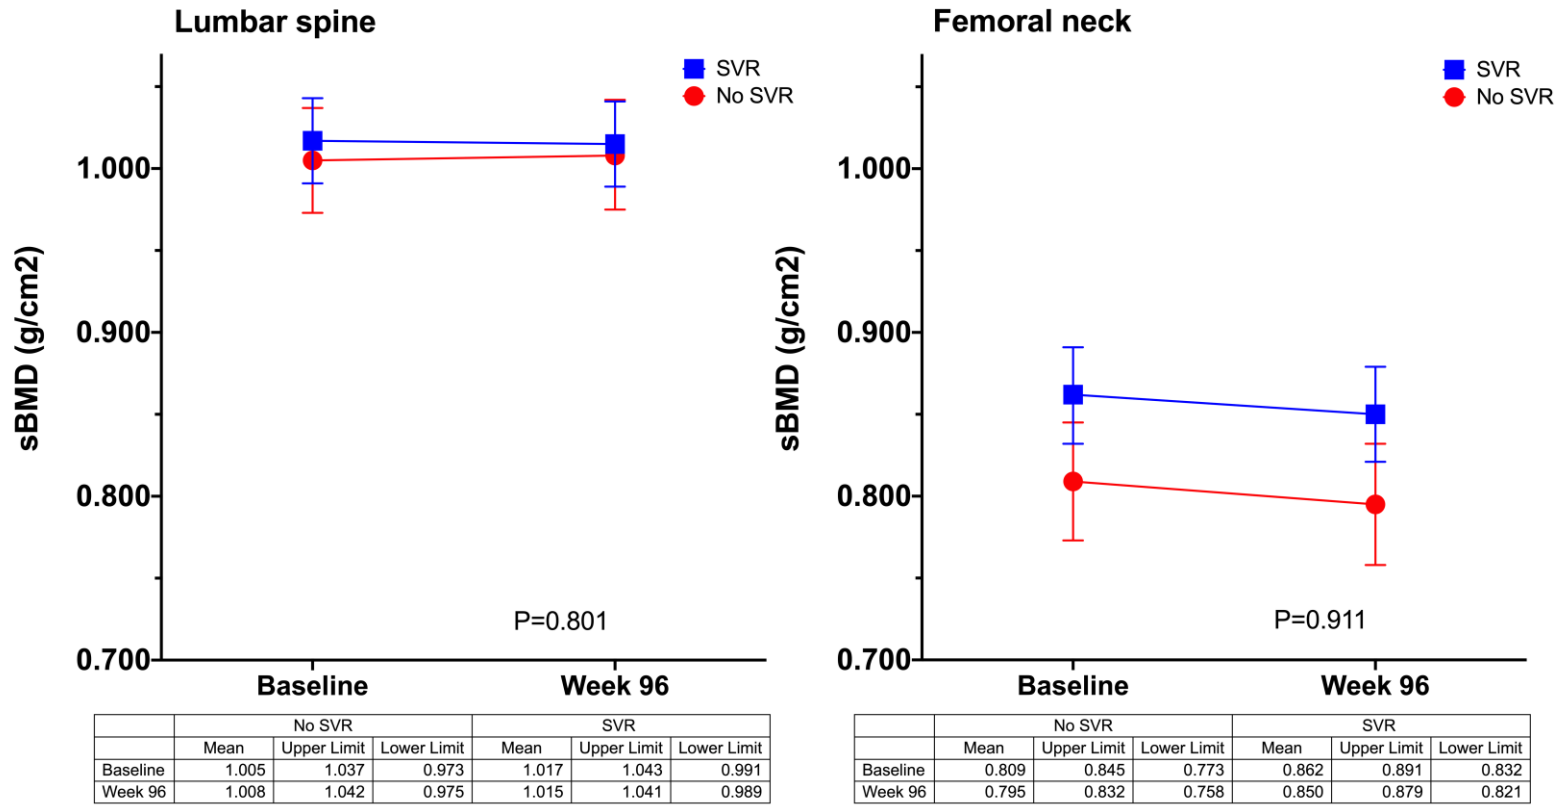 Lumbar spine
SVR
No SVR
sBMD (g/cm2)
1.000
0.900
0.800
0.700
P=0.801
Baseline
Week 96
No SVR SVR
Mean Upper Limit Lower Limit Mean Upper Limit Lower Limit
Baseline 1.005 1.037 0.973 1.017 1.043 0.991
Week 96 1.008 1.042 0.975 1.015 1.041 0.989
Femoral neck
SVR
No SVR
sBMD (g/cm2)
1.000
0.900
0.800
0.700
P=0.911
Baseline
Week 96
No SVR SVR
Mean Upper Limit Lower Limit Mean Upper Limit Lower Limit
Baseline 0.809 0.845 0.773 0.862 0.891 0.832
Week 96 0.795 0.832 0.758 0.850 0.879 0.821